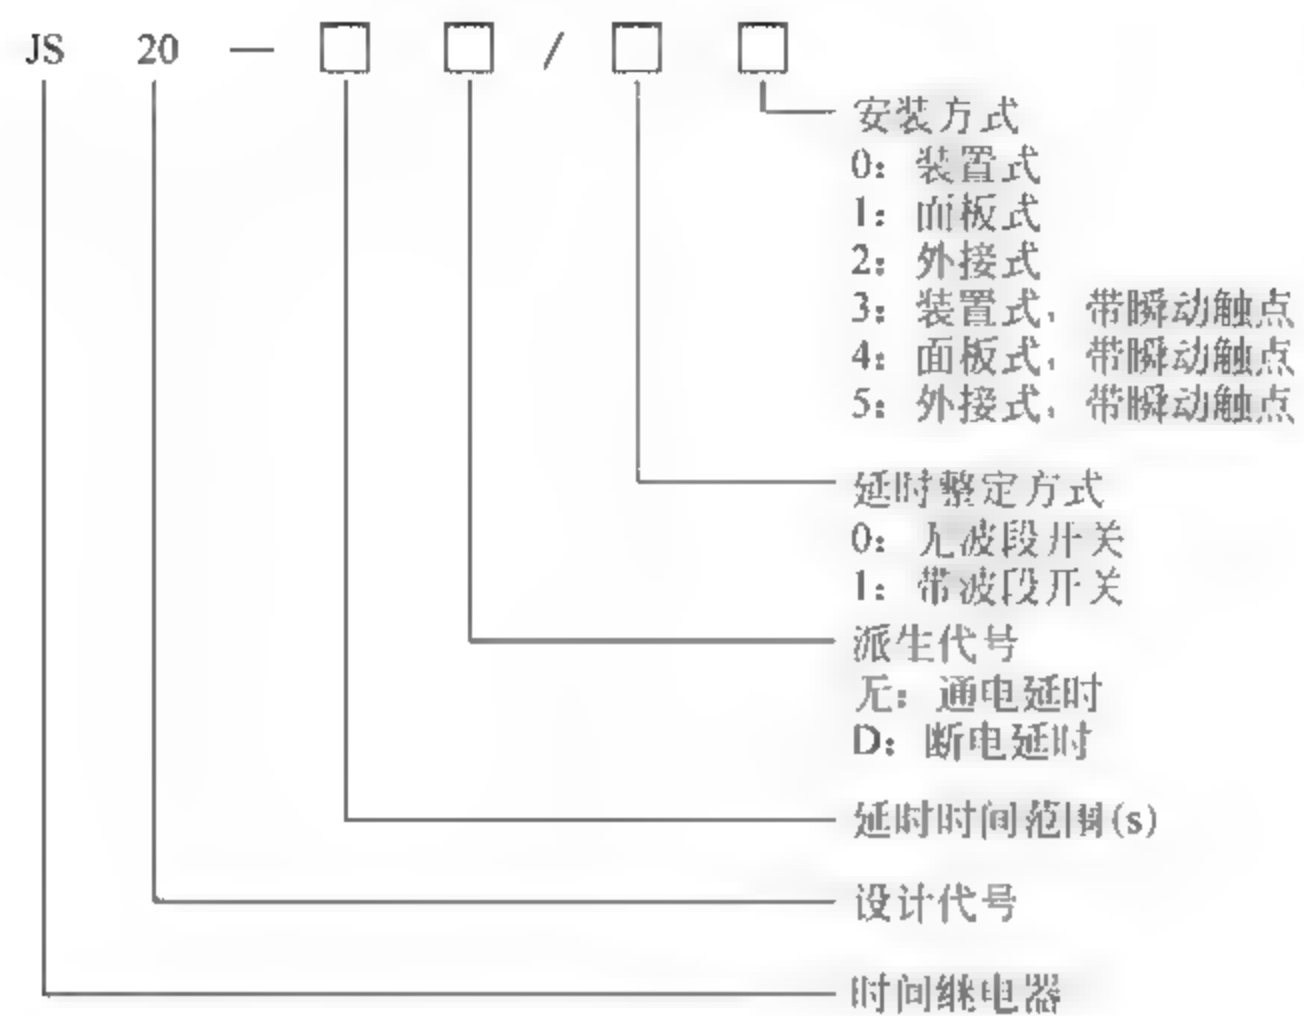 JS 20 — □ □ / □ □
安装方式
0：装置式
1：面板式
2：外接式
3：装置式，带瞬动触点
4：面板式，带瞬动触点
5：外接式，带瞬动触点
延时整定方式
0：无波段开关
1：带波段开关
派生代号
无：通电延时
D：断电延时
延时时间范围(s)
设计代号
时间继电器